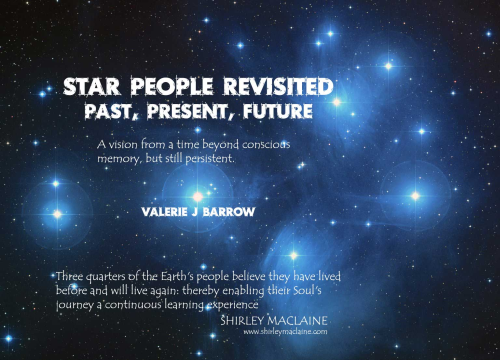 STAR PEOPLE REVISITED
PAST, PRESENT, FUTURE
A vision from a time beyond conscious
memory, but still persistent.
VALERIE J BARROW
Three quarters of the Earth's people believe they have lived
before and will live again: thereby enabling their Soul's
journey a continuous learning experience
SHIRLEY MACLAINE
www.shirleymaclaine.com